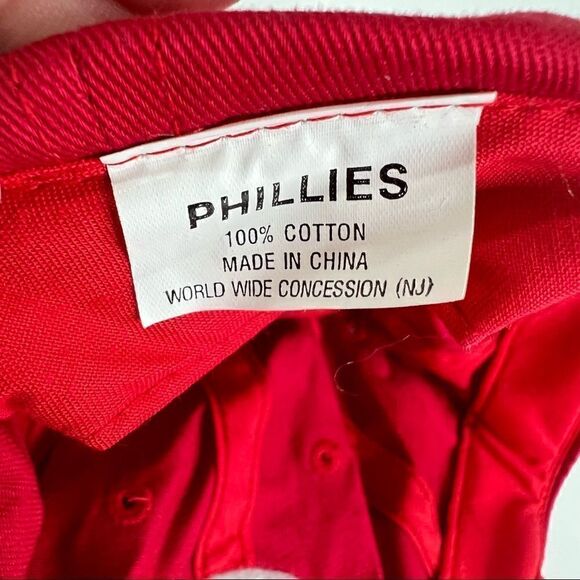 PHILLIES
100% COTTON
MADE IN CHINA
WORLD WIDE CONCESSION (NJ)